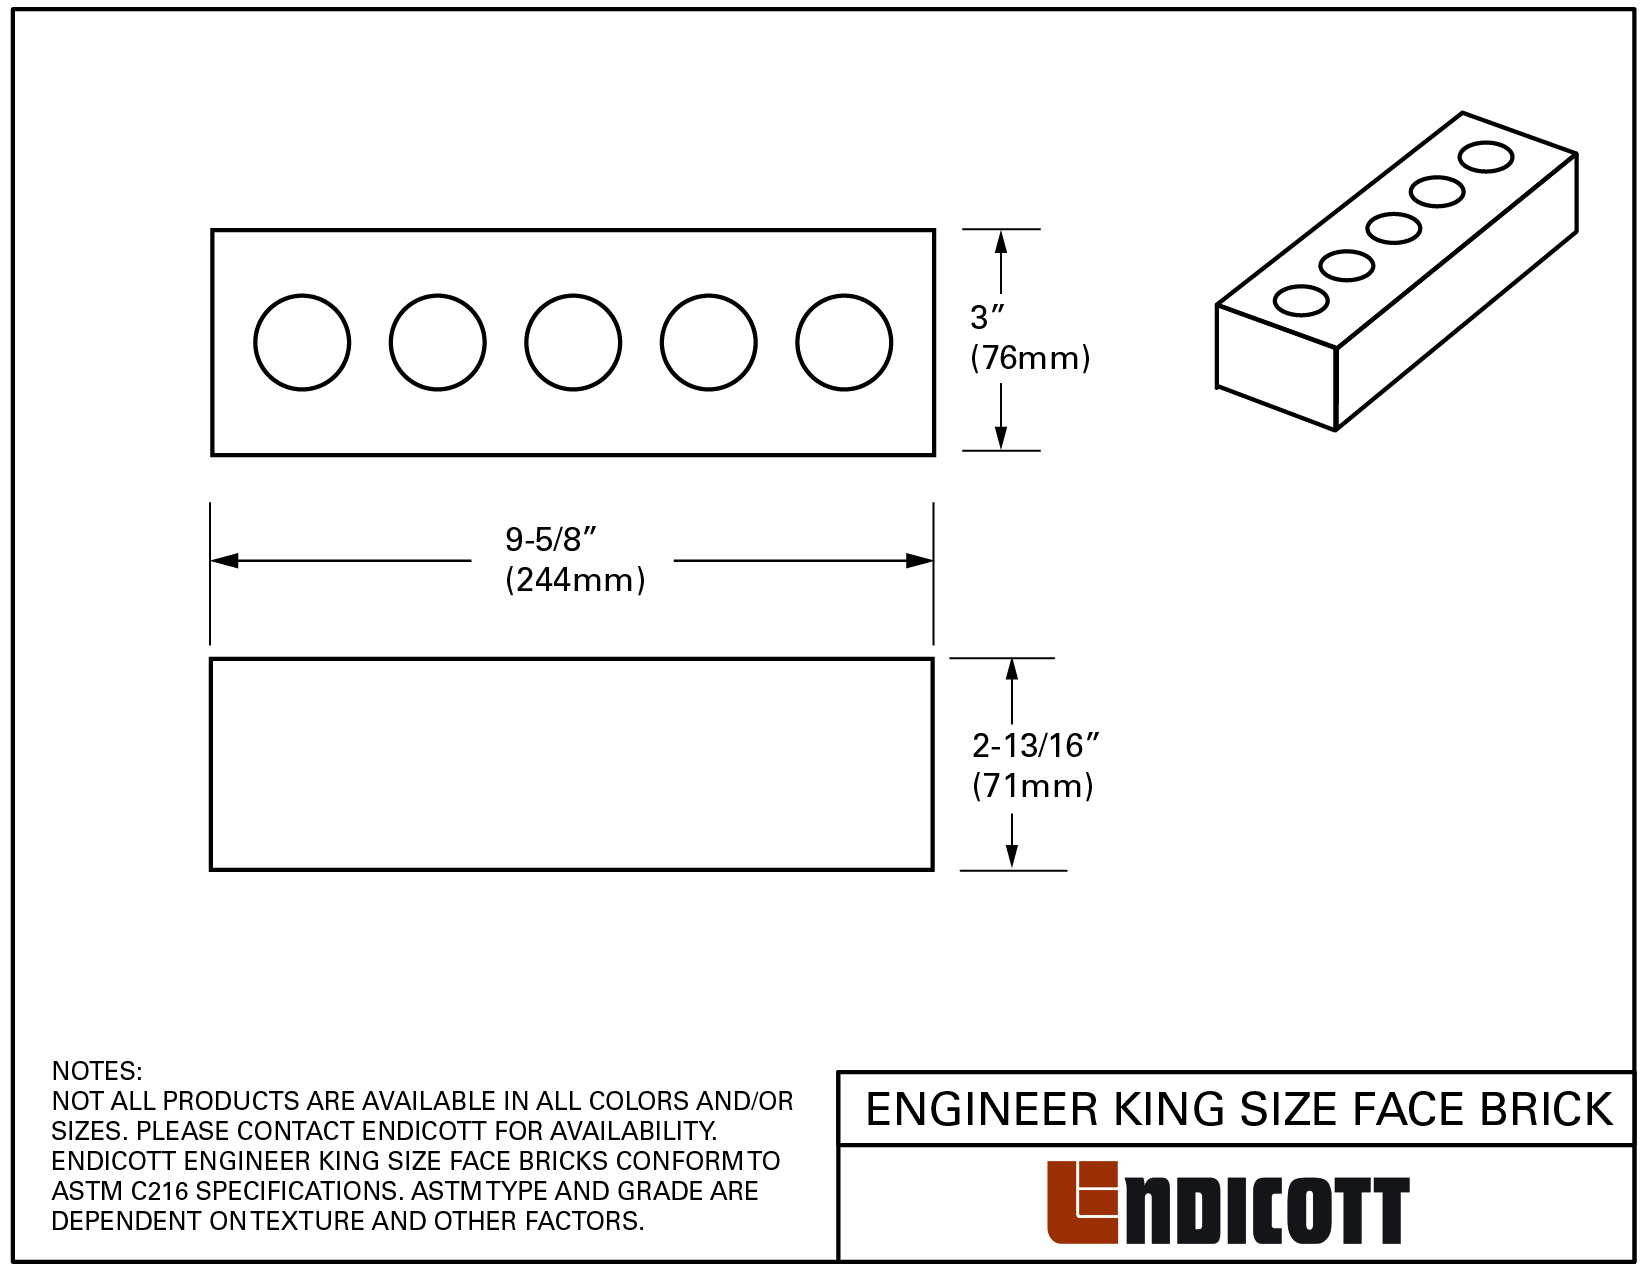 3″
(76mm)
9-5/8″
(244mm)
2-13/16″
(71mm)
NOTES:
NOT ALL PRODUCTS ARE AVAILABLE IN ALL COLORS AND/OR
SIZES. PLEASE CONTACT ENDICOTT FOR AVAILABILITY.
ENDICOTT ENGINEER KING SIZE FACE BRICKS CONFORM TO
ASTM C216 SPECIFICATIONS. ASTM TYPE AND GRADE ARE
DEPENDENT ON TEXTURE AND OTHER FACTORS.
ENGINEER KING SIZE FACE BRICK
ENDICOTT